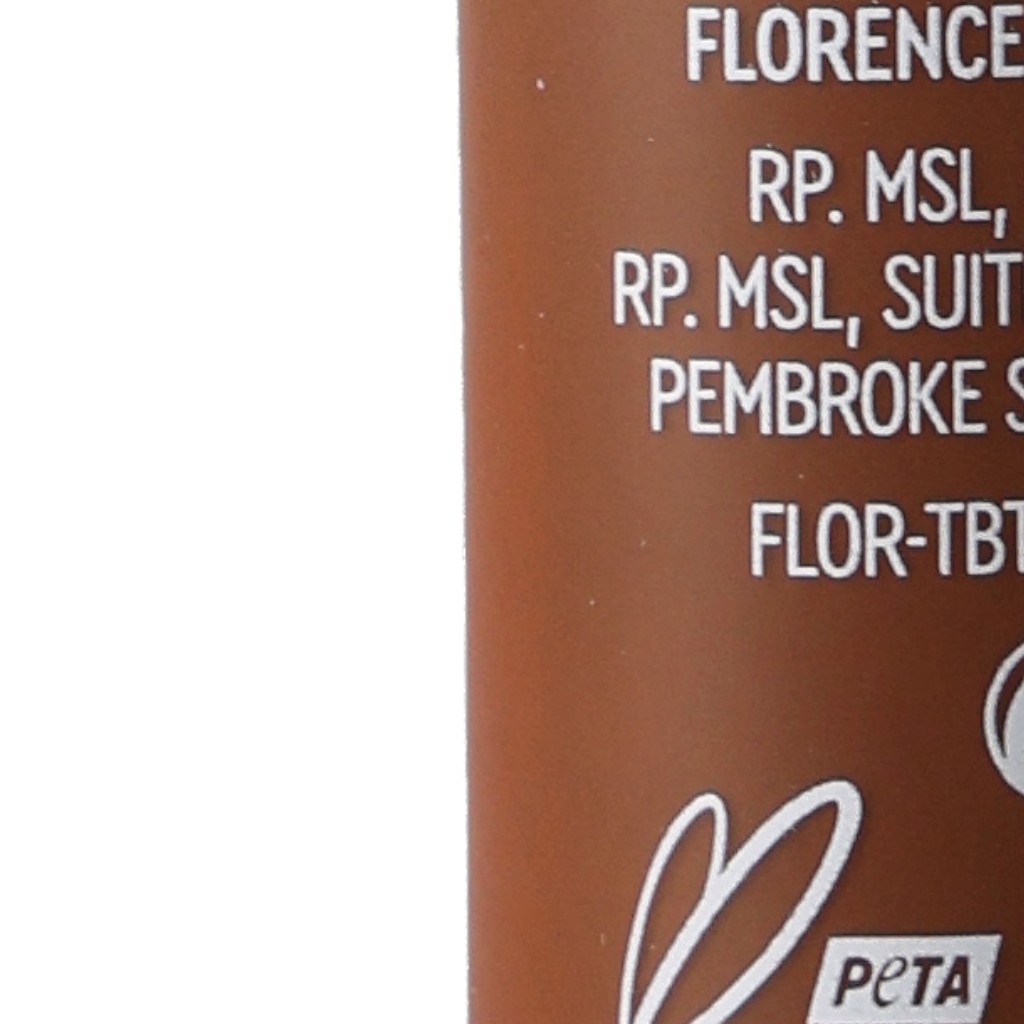 FLORENCE
RP. MSL,
RP. MSL, SUIT
PEMBROKE S
FLOR-TBT
PeTA